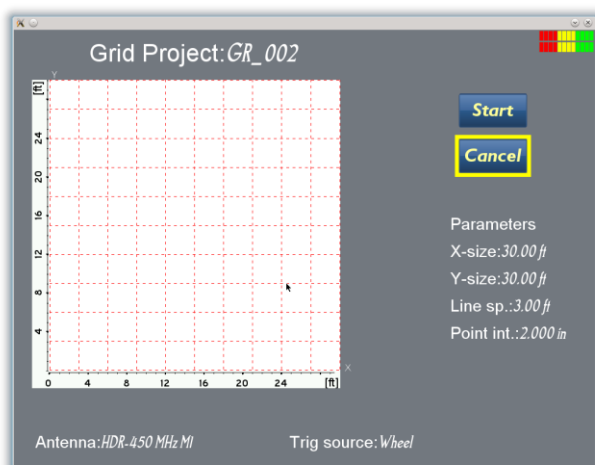 Grid Project:GR_002
Y
[ft]
24
20
16
12
8
4
0 4 8 12 16 20 24 [ft]
X
Start
Cancel
Parameters
X-size:30.00 ft
Y-size:30.00 ft
Line sp.:3.00 ft
Point int.:2.000 in
Antenna:HDR-450 MHz MI
Trig source:Wheel